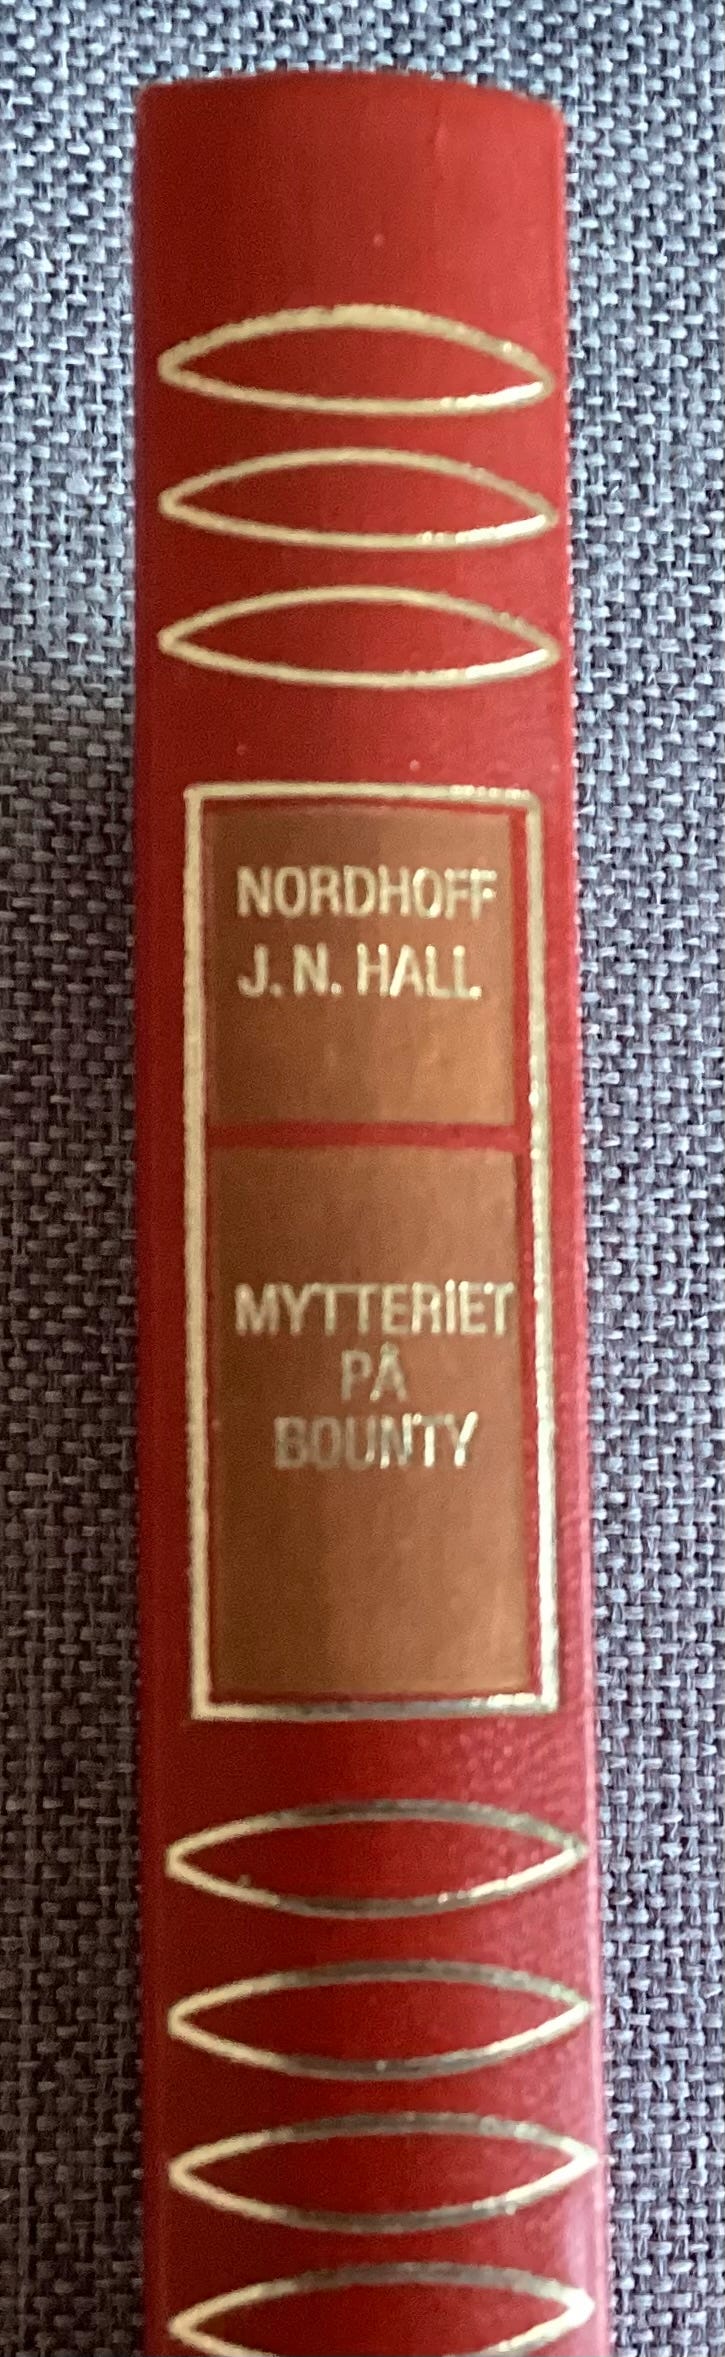 NORDHOFF
J. N. HALL
MYTTERIET
PÅ
BOUNTY